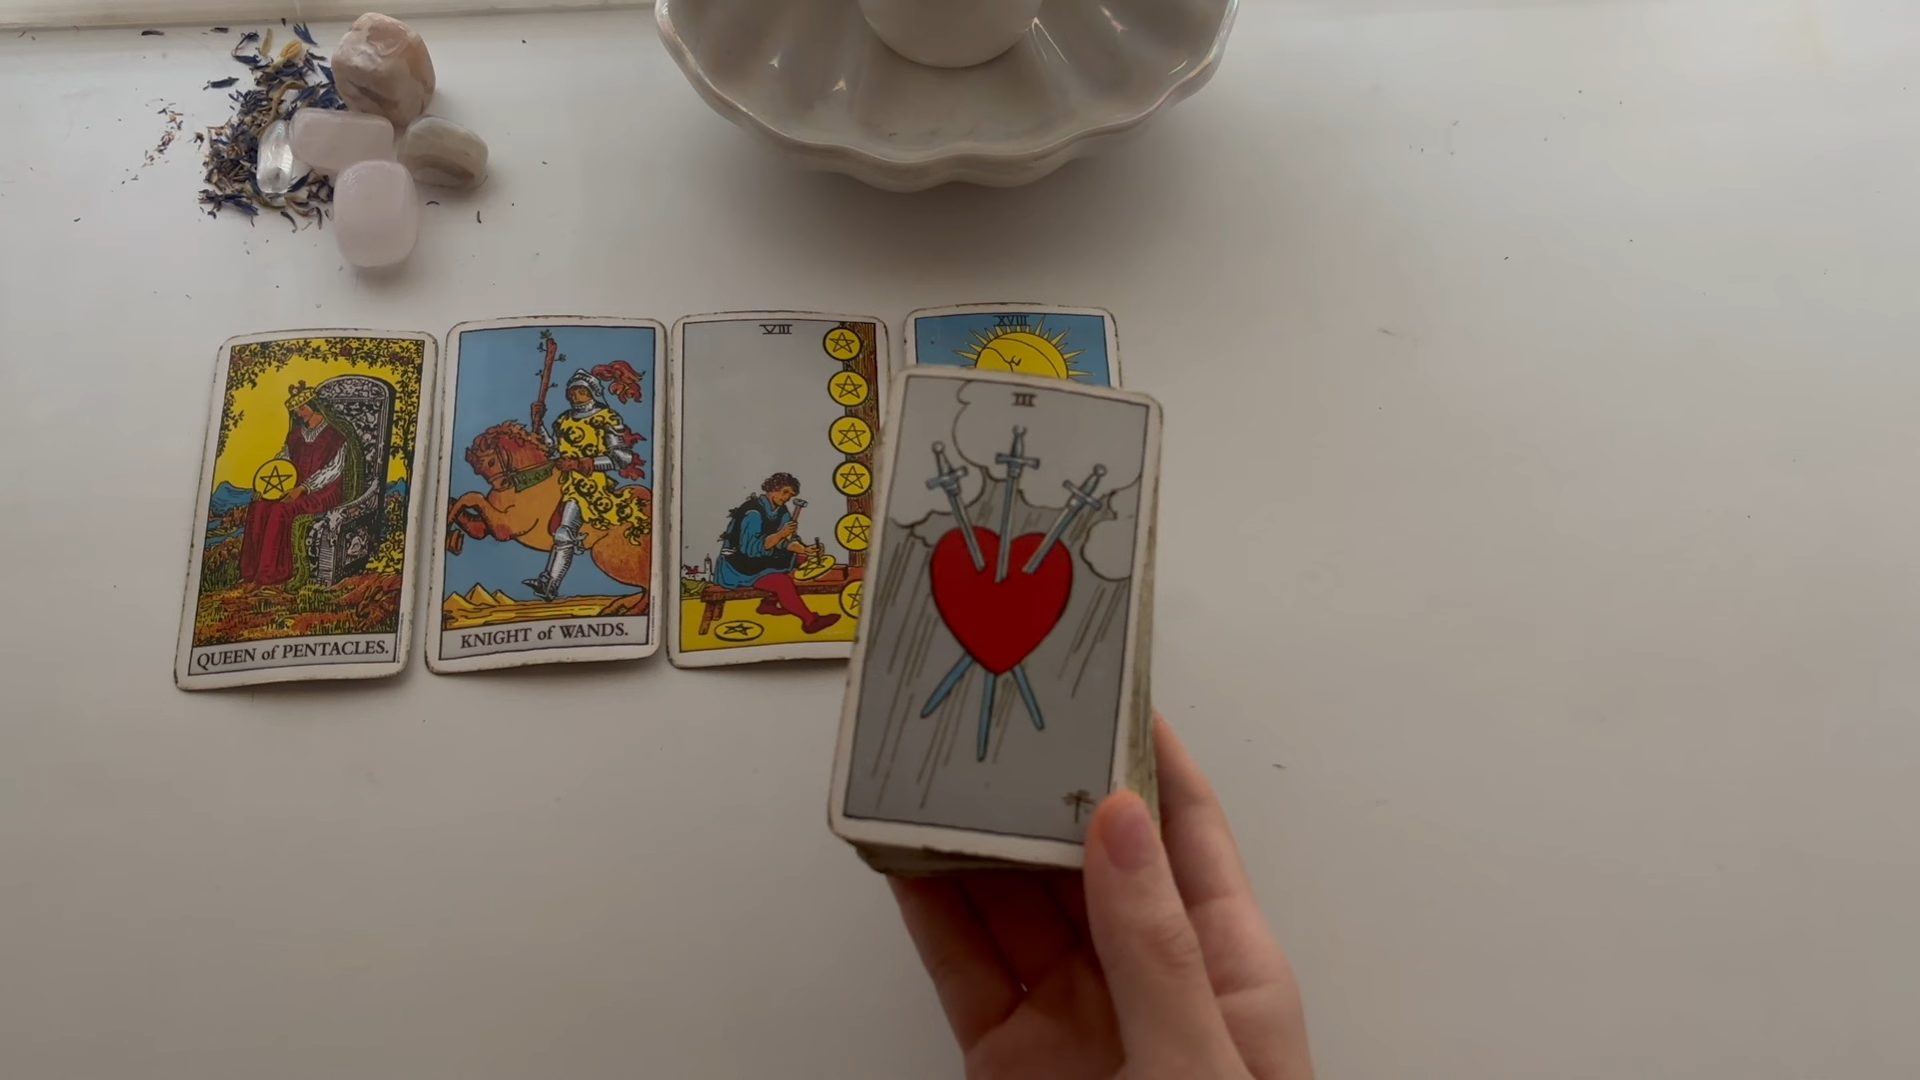 VIII
XVIII
III
QUEEN of PENTACLES.
KNIGHT of WANDS.